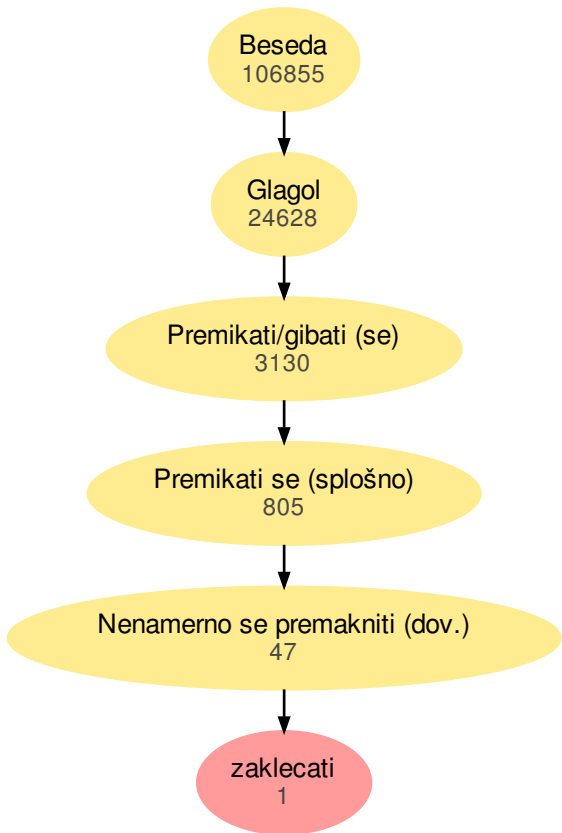 Beseda
106855
Glagol
24628
Premikati/gibati (se)
3130
Premikati se (splošno)
805
Nenamerno se premakniti (dov.)
47
zaklecati
1